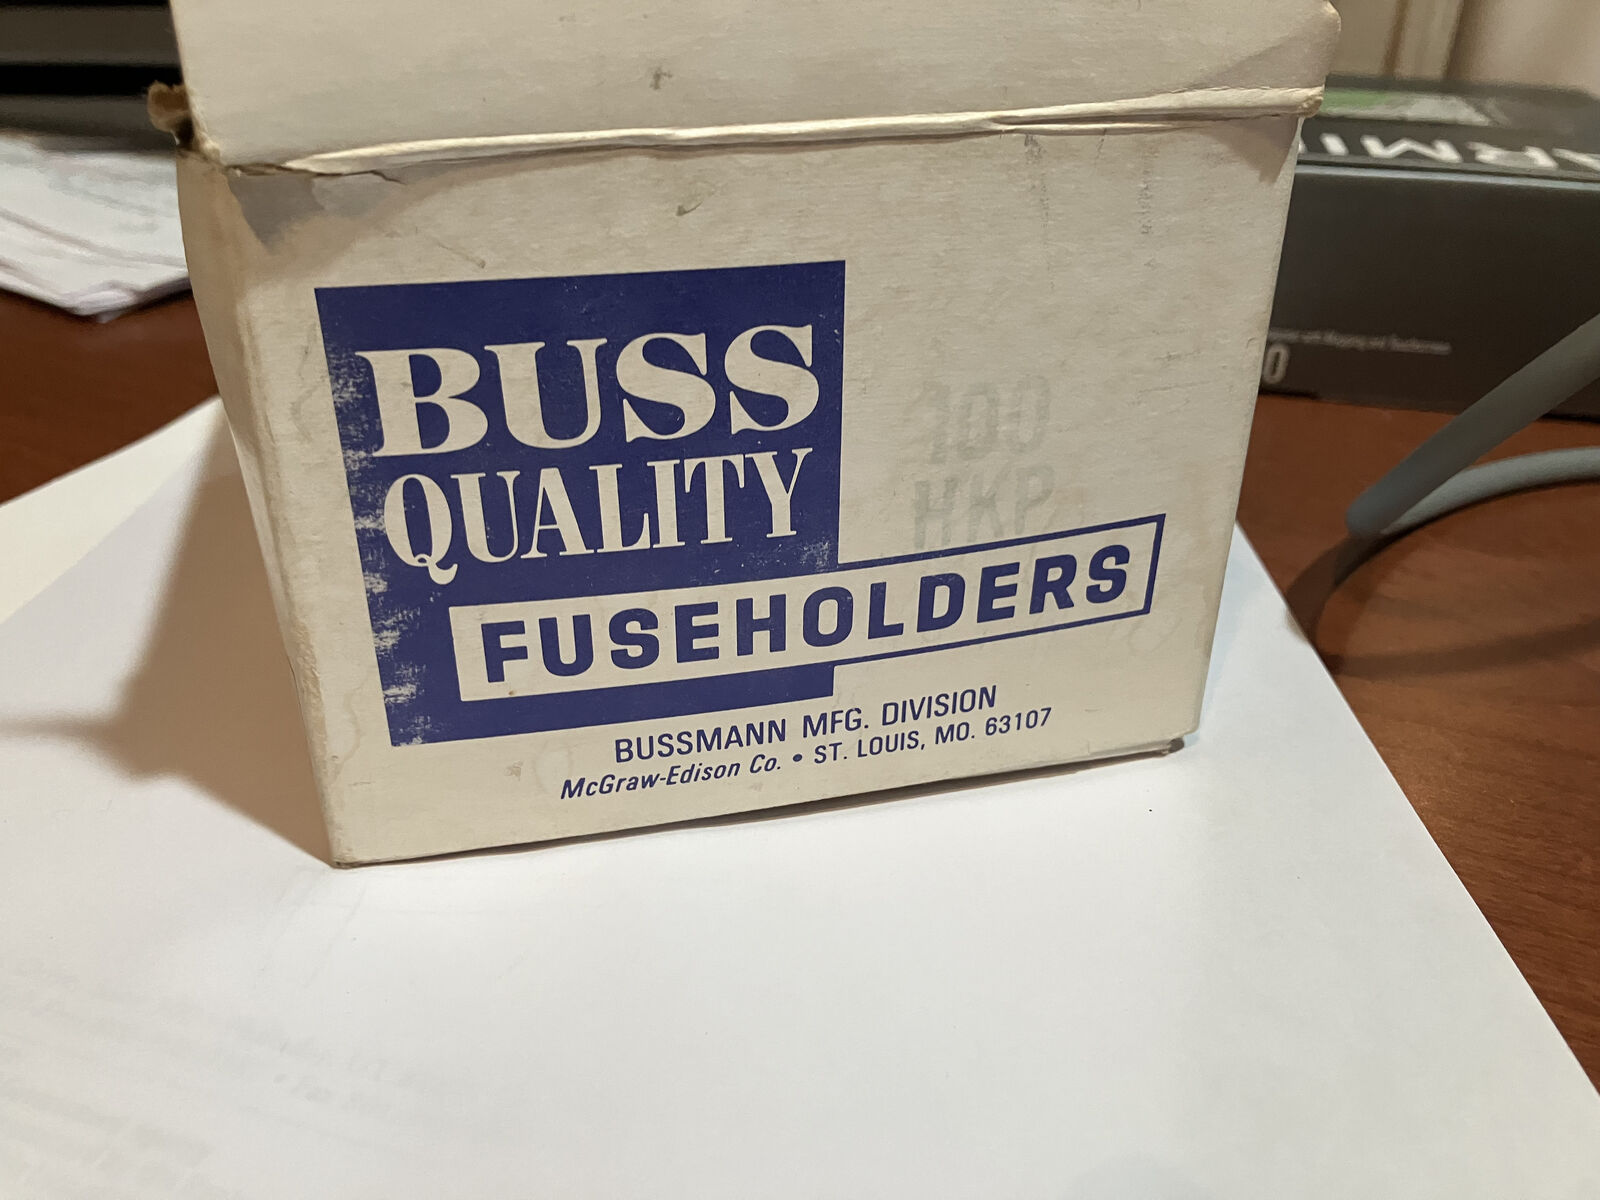 BUSS
QUALITY
FUSEHOLDERS
100
HKP
BUSSMANN MFG. DIVISION
McGraw-Edison Co. • ST. LOUIS, MO. 63107